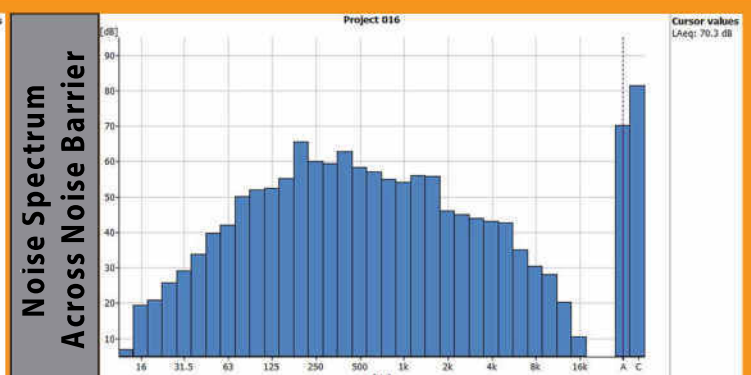 Noise Spectrum
Across Noise Barrier
Project 016
[dB]
90
80
70
60
50
40
30
20
10
16 31.5 63 125 250 500 1k 2k 4k 8k 16k A C
Cursor values
LAeq: 70.3 dB